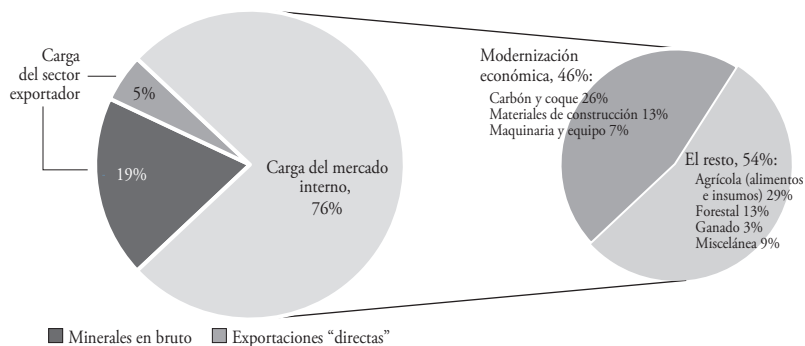 Carga
del sector
exportador
5%
19%
Carga del mercado
interno,
76%
Modernización
económica, 46%:
Carbón y coque 26%
Materiales de construcción 13%
Maquinaria y equipo 7%
El resto, 54%:
Agrícola (alimentos
e insumos) 29%
Forestal 13%
Ganado 3%
Miscelánea 9%
Minerales en bruto
Exportaciones “directas”